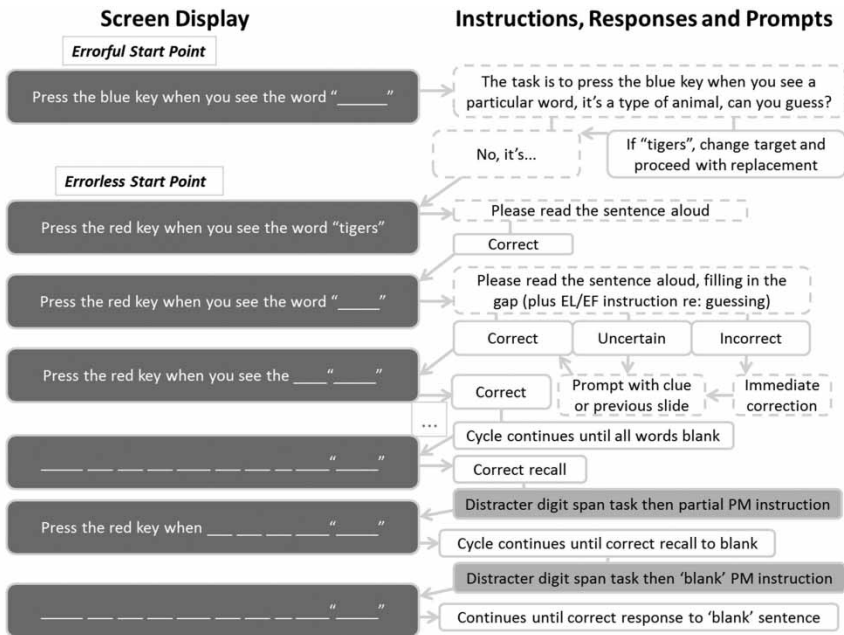 Screen Display
Instructions, Responses and Prompts
Errorful Start Point
Press the blue key when you see the word “______”
The task is to press the blue key when you see a
particular word, it’s a type of animal, can you guess?
No, it’s...
If “tigers”, change target and
proceed with replacement
Errorless Start Point
Press the red key when you see the word “tigers”
Please read the sentence aloud
Correct
Press the red key when you see the word “_____”
Please read the sentence aloud, filling in the
gap (plus EL/EF instruction re: guessing)
Correct
Uncertain
Incorrect
Press the red key when you see the ____ “_____”
Correct
Prompt with clue
or previous slide
Immediate
correction
...
Cycle continues until all words blank
_____ ___ ___ ____ ____ ___ ___ ___ ____ “_____”
Correct recall
Distracter digit span task then partial PM instruction
Press the red key when ___ ___ ___ ____ “_____”
Cycle continues until correct recall to blank
Distracter digit span task then ‘blank’ PM instruction
_____ ___ ___ ____ ____ ___ ___ ___ ____ “_____”
Continues until correct response to ‘blank’ sentence